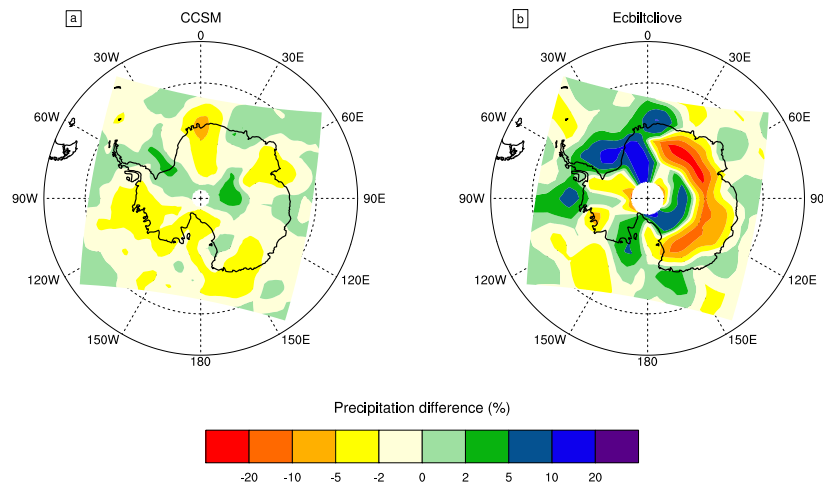 a CCSM
0
30W 30E
60W 60E
90W 90E
120W 120E
150W 150E
180
b Ecbiltcliove
0
30W 30E
60W 60E
90W 90
120W 120E
150W 150E
180
Precipitation difference (%)
-20 -10 -5 -2 0 2 5 10 20